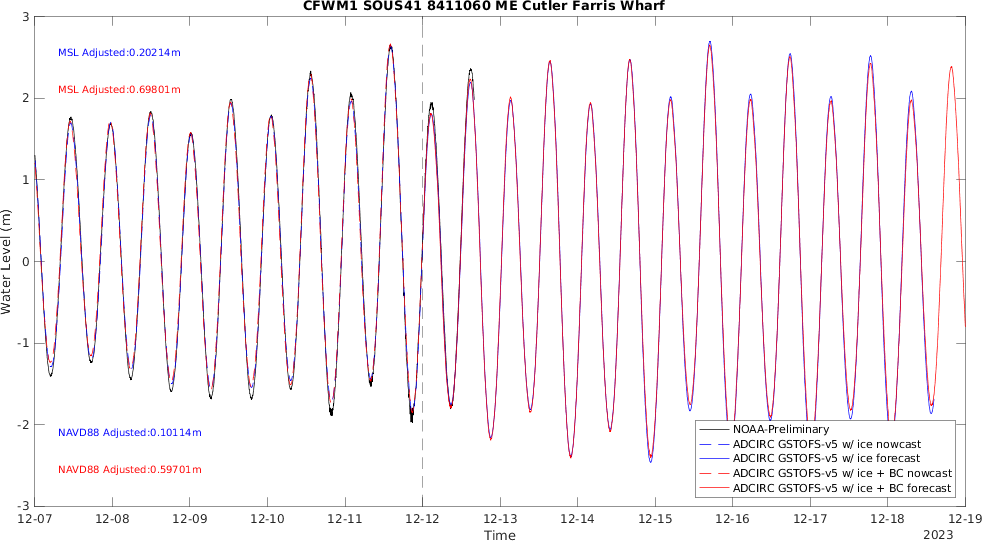 CFWM1 SOUS41 8411060 ME Cutler Farris Wharf
3
2
1
0
-1
-2
-3
Water Level (m)
MSL Adjusted:0.20214m
MSL Adjusted:0.69801m
NAVD88 Adjusted:0.10114m
NAVD88 Adjusted:0.59701m
NOAA-Preliminary
ADCIRC GSTOFS-v5 w/ ice nowcast
ADCIRC GSTOFS-v5 w/ ice forecast
ADCIRC GSTOFS-v5 w/ ice + BC nowcast
ADCIRC GSTOFS-v5 w/ ice + BC forecast
12-07 12-08 12-09 12-10 12-11 12-12 12-13 12-14 12-15 12-16 12-17 12-18 12-19
Time
2023